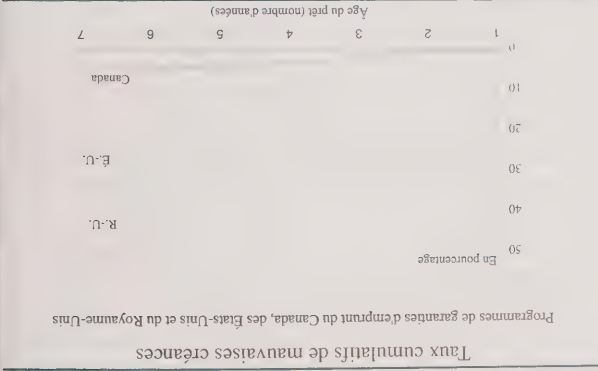 Taux cumulatifs de mauvaises créances
Programmes de garanties d'emprunt du Canada, des États-Unis et du Royaume-Uni
En pourcentage
50
40
R.-U.
30
É.-U.
20
10
Canada
0
1 2 3 4 5 6 7
Âge du prêt (nombre d'années)